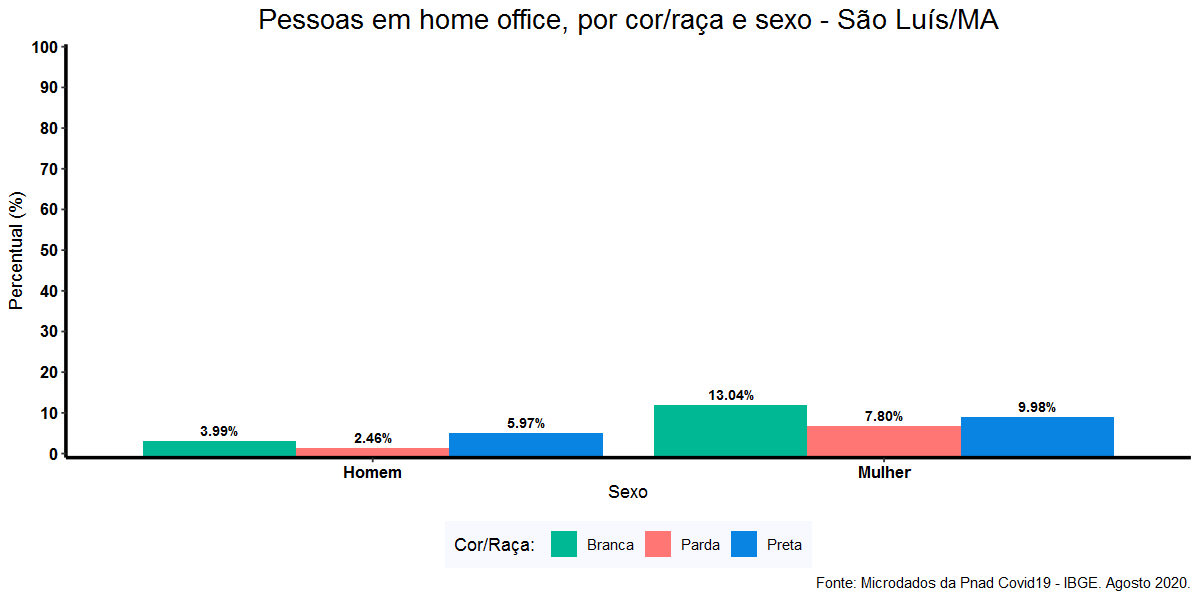 Pessoas em home office, por cor/raça e sexo - São Luís/MA
Percentual (%)
100
90
80
70
60
50
40
30
20
10
0
3.99%
2.46%
5.97%
13.04%
7.80%
9.98%
Homem
Mulher
Sexo
Cor/Raça: Branca Parda Preta
Fonte: Microdados da Pnad Covid19 - IBGE. Agosto 2020.